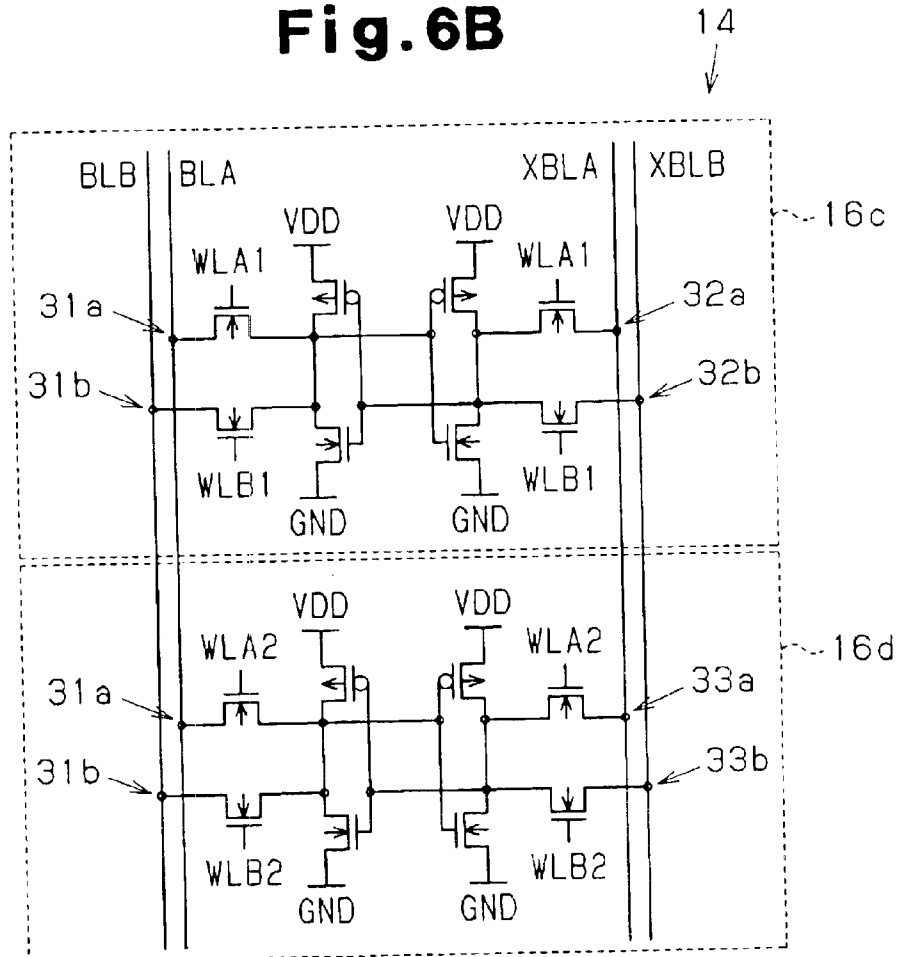 Fig.6B
14
BLB BLA XBLA XBLB
16c
VDD VDD
WLA1 WLA1
31a 32a
31b 32b
WLB1 WLB1
GND GND
VDD VDD
WLA2 WLA2
16d
31a 33a
31b 33b
WLB2 WLB2
GND GND